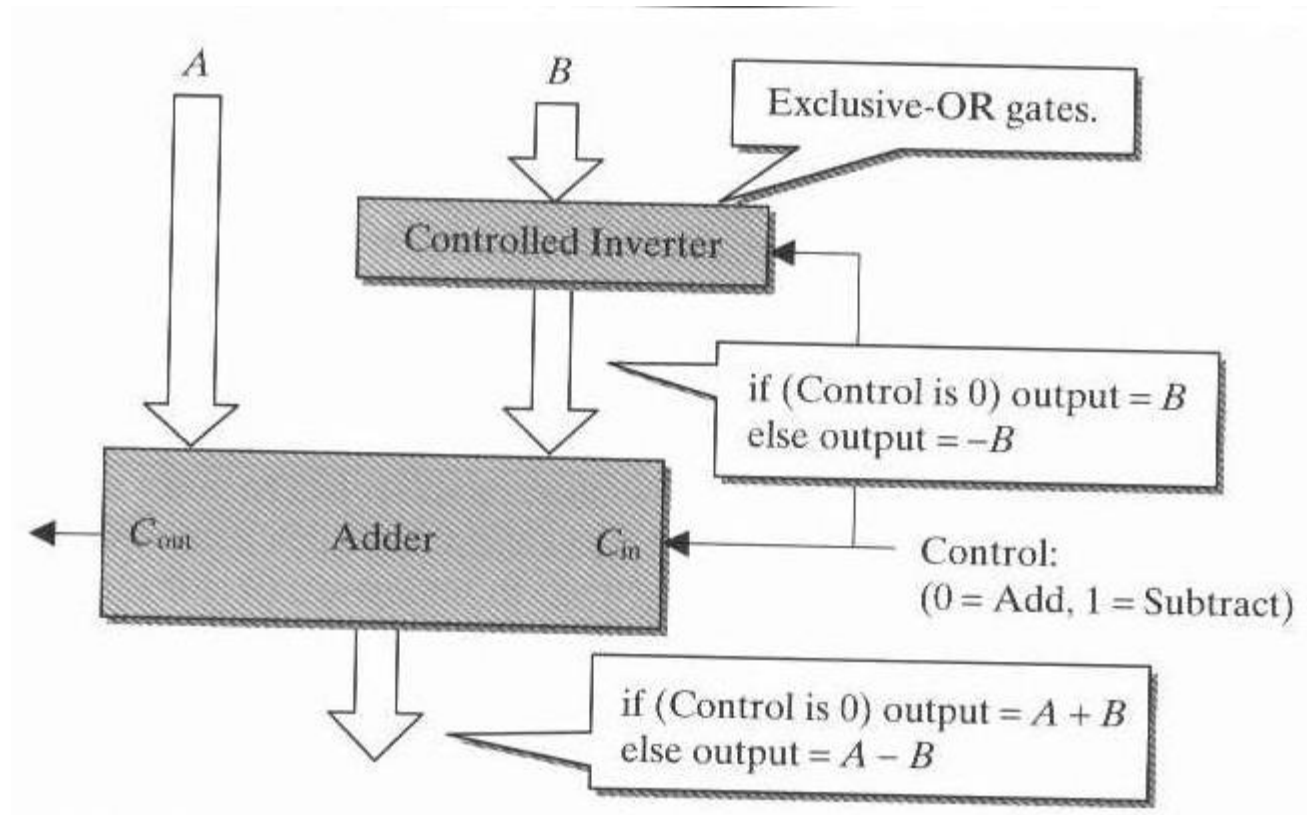 A
B
Exclusive-OR gates.
Controlled Inverter
if (Control is 0) output = B
else output = –B
Cout
Adder
Cin
Control:
(0 = Add, 1 = Subtract)
if (Control is 0) output = A + B
else output = A – B